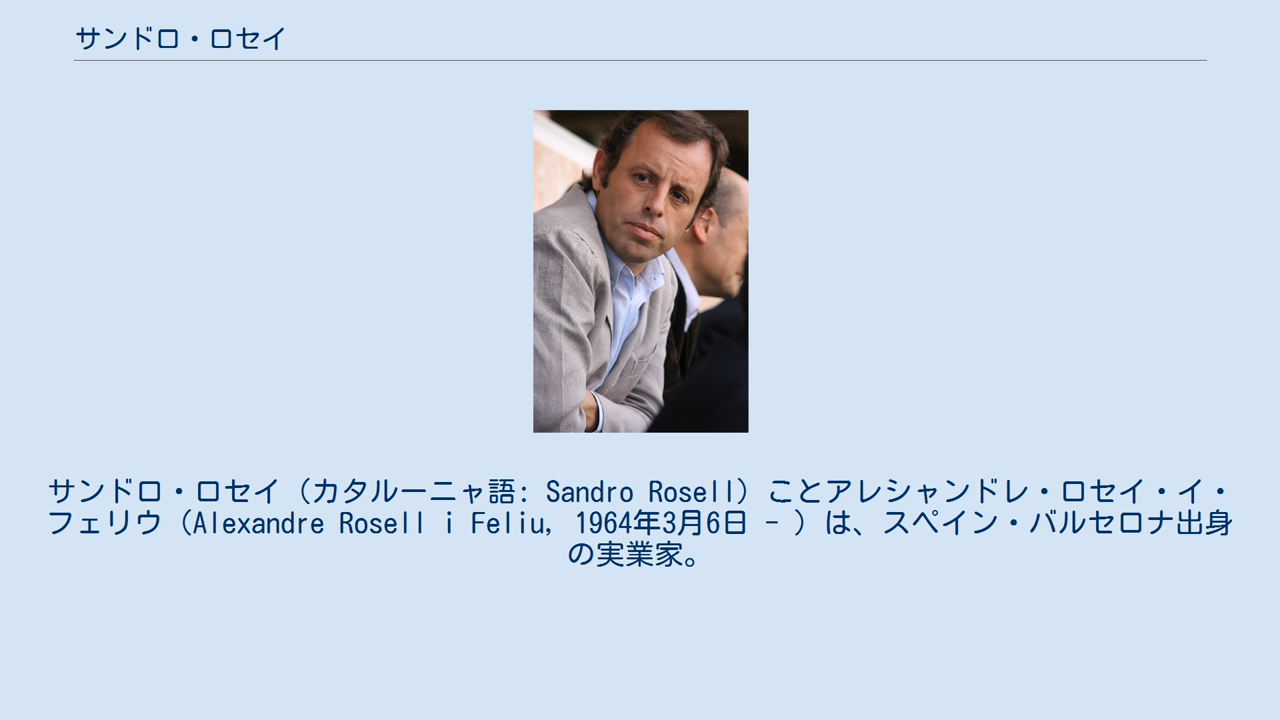 サンドロ・ロセイ
サンドロ・ロセイ（カタルーニャ語: Sandro Rosell）ことアレシャンドレ・ロセイ・イ・
フェリウ（Alexandre Rosell i Feliu, 1964年3月6日 - ）は、スペイン・バルセロナ出身
の実業家。